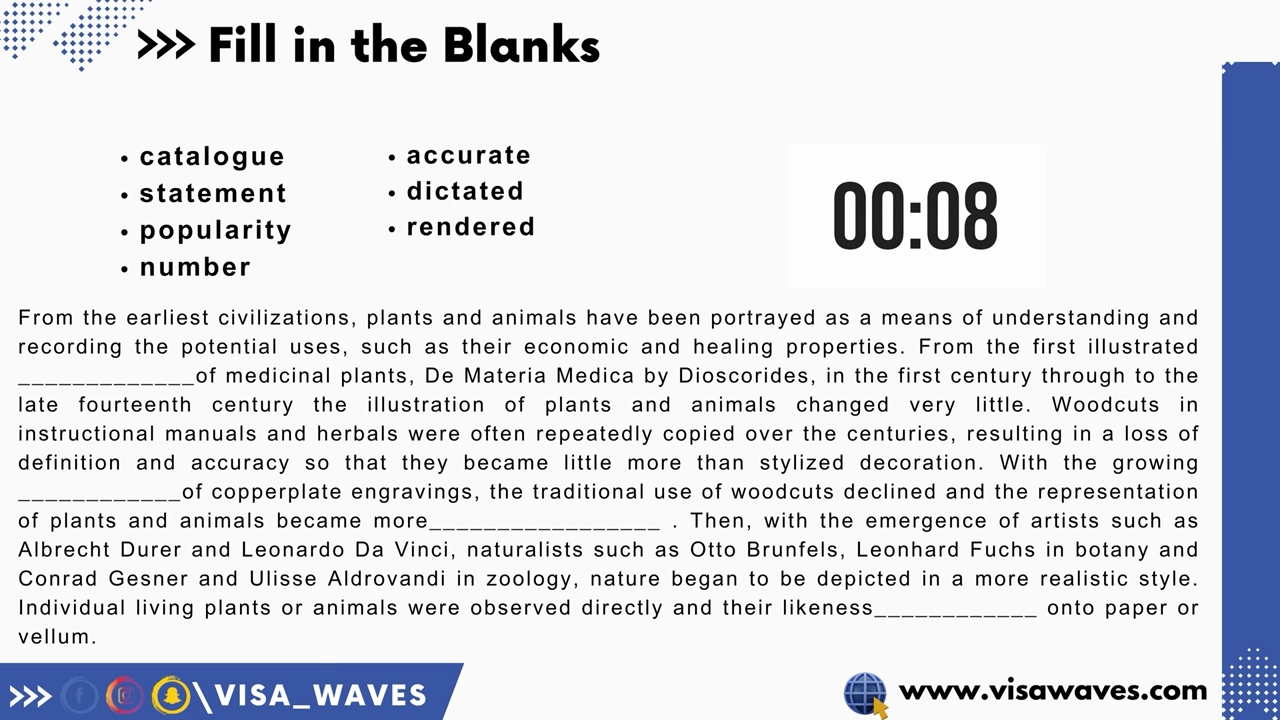 >>> Fill in the Blanks
• catalogue
• statement
• popularity
• number
• accurate
• dictated
• rendered
00:08
From the earliest civilizations, plants and animals have been portrayed as a means of understanding and
recording the potential uses, such as their economic and healing properties. From the first illustrated
_____________of medicinal plants, De Materia Medica by Dioscorides, in the first century through to the
late fourteenth century the illustration of plants and animals changed very little. Woodcuts in
instructional manuals and herbals were often repeatedly copied over the centuries, resulting in a loss of
definition and accuracy so that they became little more than stylized decoration. With the growing
____________of copperplate engravings, the traditional use of woodcuts declined and the representation
of plants and animals became more_________________ . Then, with the emergence of artists such as
Albrecht Durer and Leonardo Da Vinci, naturalists such as Otto Brunfels, Leonhard Fuchs in botany and
Conrad Gesner and Ulisse Aldrovandi in zoology, nature began to be depicted in a more realistic style.
Individual living plants or animals were observed directly and their likeness____________ onto paper or
vellum.
>>> \VISA_WAVES
www.visawaves.com